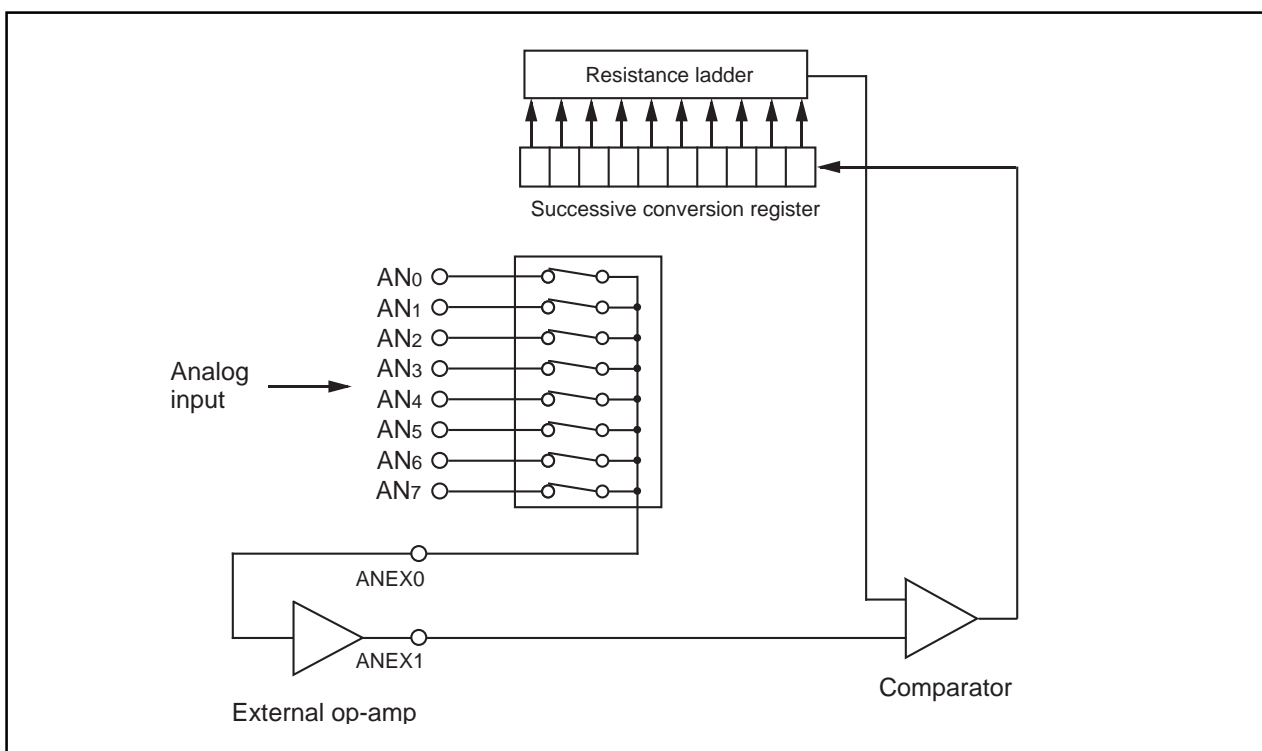 Resistance ladder
Successive conversion register
AN0
AN1
AN2
AN3
AN4
AN5
AN6
AN7
Analog
input
ANEX0
ANEX1
External op-amp
Comparator